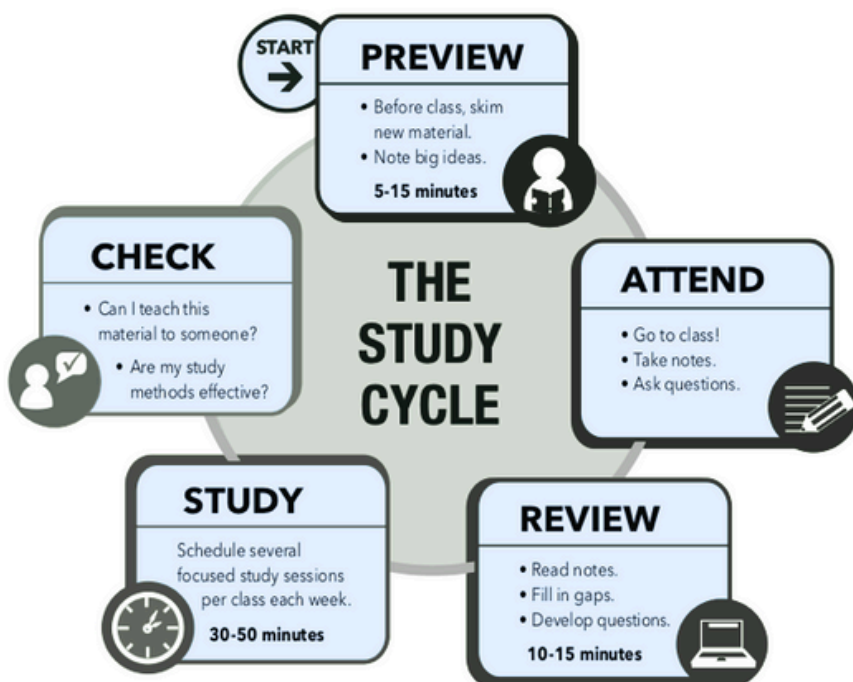 START
PREVIEW
• Before class, skim
new material.
• Note big ideas.
5-15 minutes
THE
STUDY
CYCLE
ATTEND
• Go to class!
• Take notes.
• Ask questions.
REVIEW
• Read notes.
• Fill in gaps.
• Develop questions.
10-15 minutes
STUDY
Schedule several
focused study sessions
per class each week.
30-50 minutes
CHECK
• Can I teach this
material to someone?
• Are my study
methods effective?